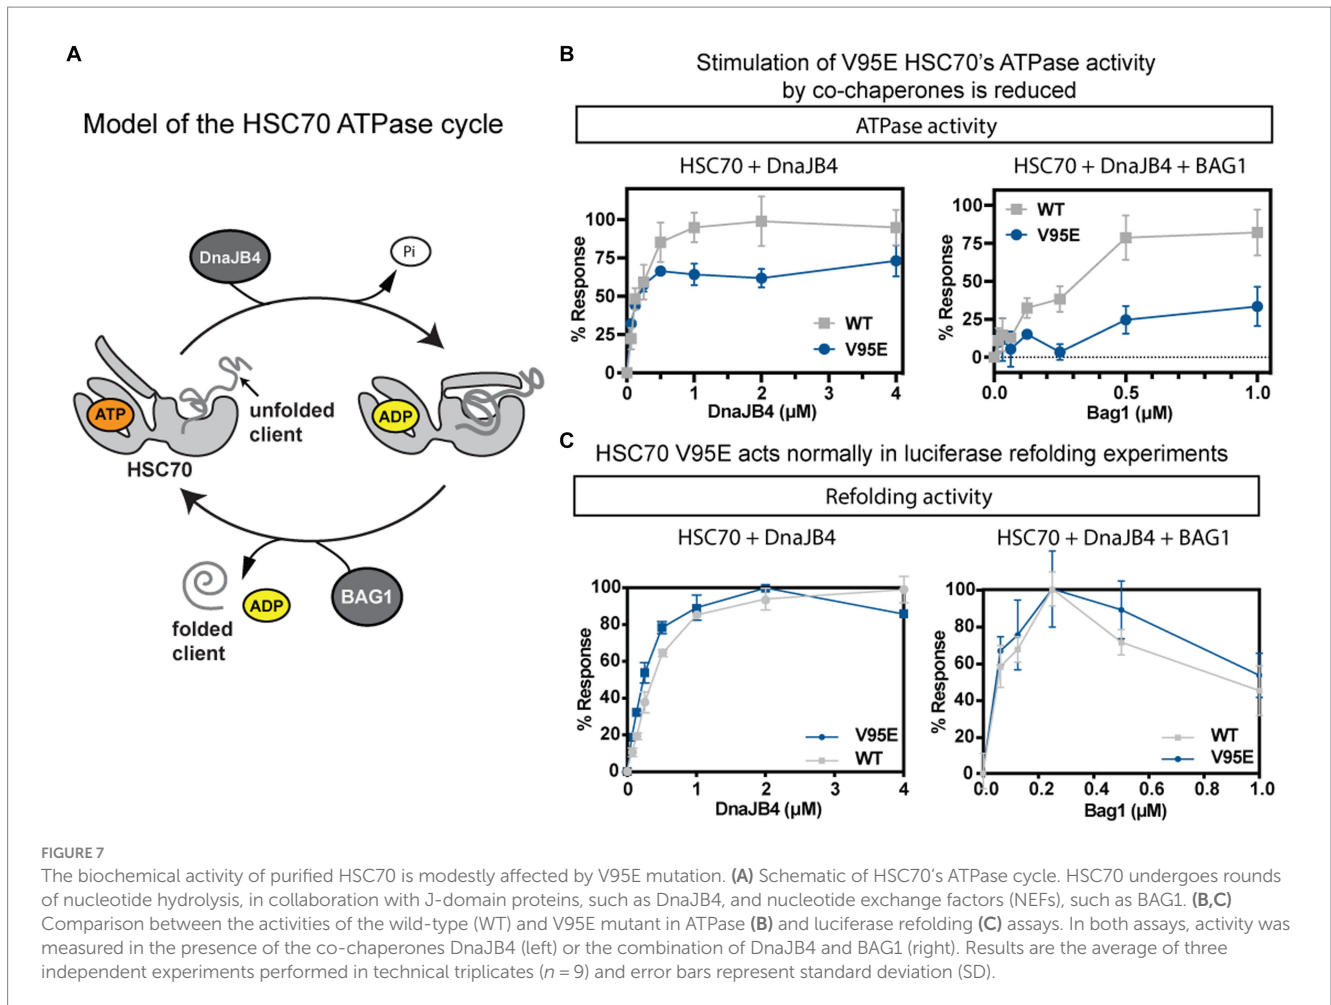 A
Model of the HSC70 ATPase cycle
DnaJB4
Pi
ATP
unfolded
client
HSC70
ADP
folded
client
ADP
BAG1
B
Stimulation of V95E HSC70's ATPase activity
by co-chaperones is reduced
ATPase activity
HSC70 + DnaJB4
% Response
100
75
50
25
0
WT
V95E
0
1
2
3
4
DnaJB4 (µM)
HSC70 + DnaJB4 + BAG1
% Response
100
75
50
25
0
WT
V95E
0.0
0.5
1.0
Bag1 (µM)
C
HSC70 V95E acts normally in luciferase refolding experiments
Refolding activity
HSC70 + DnaJB4
% Response
100
80
60
40
20
0
V95E
WT
0
1
2
3
4
DnaJB4 (µM)
HSC70 + DnaJB4 + BAG1
% Response
100
80
60
40
20
0
WT
V95E
0.0
0.2
0.4
0.6
0.8
1.0
Bag1 (µM)
FIGURE 7
The biochemical activity of purified HSC70 is modestly affected by V95E mutation. (A) Schematic of HSC70's ATPase cycle. HSC70 undergoes rounds
of nucleotide hydrolysis, in collaboration with J-domain proteins, such as DnaJB4, and nucleotide exchange factors (NEFs), such as BAG1. (B,C)
Comparison between the activities of the wild-type (WT) and V95E mutant in ATPase (B) and luciferase refolding (C) assays. In both assays, activity was
measured in the presence of the co-chaperones DnaJB4 (left) or the combination of DnaJB4 and BAG1 (right). Results are the average of three
independent experiments performed in technical triplicates (n = 9) and error bars represent standard deviation (SD).